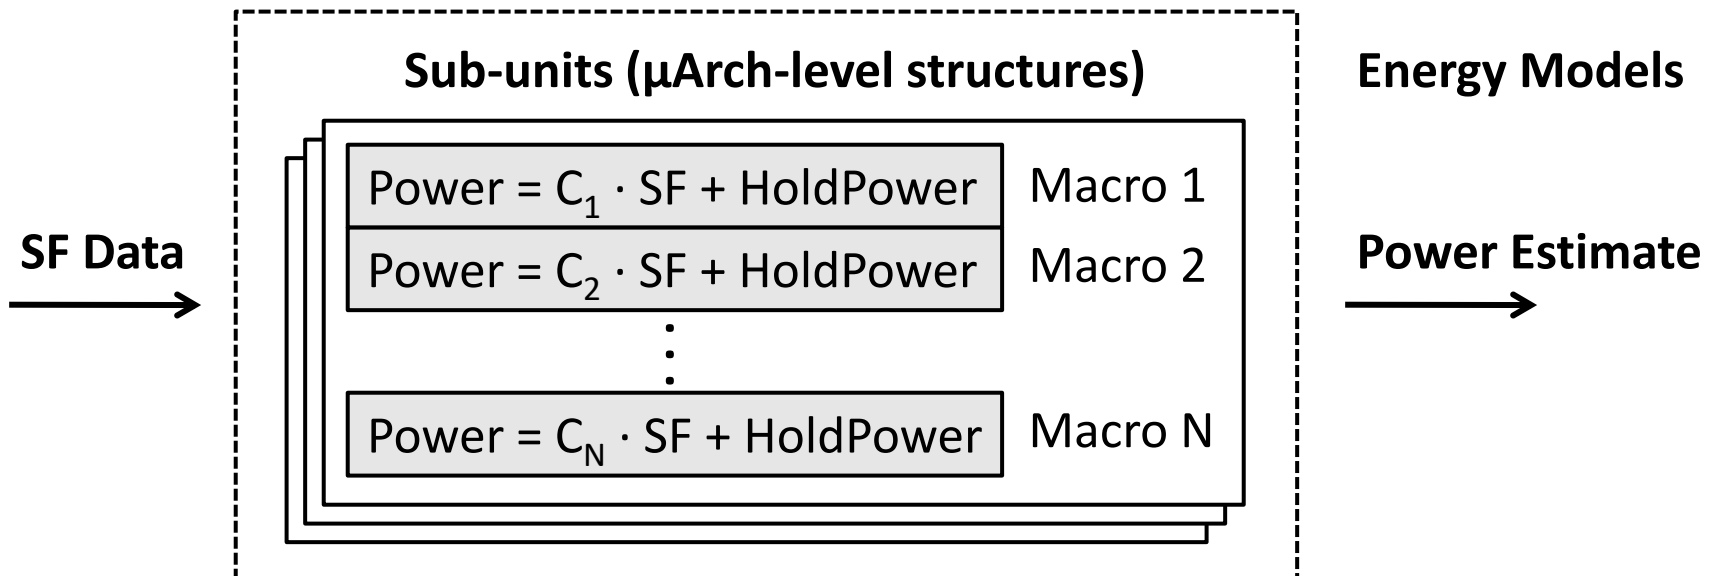 Sub-units (µArch-level structures)
Energy Models
SF Data
Power = C₁ · SF + HoldPower Macro 1
Power = C₂ · SF + HoldPower Macro 2
Power = C_N · SF + HoldPower Macro N
Power Estimate